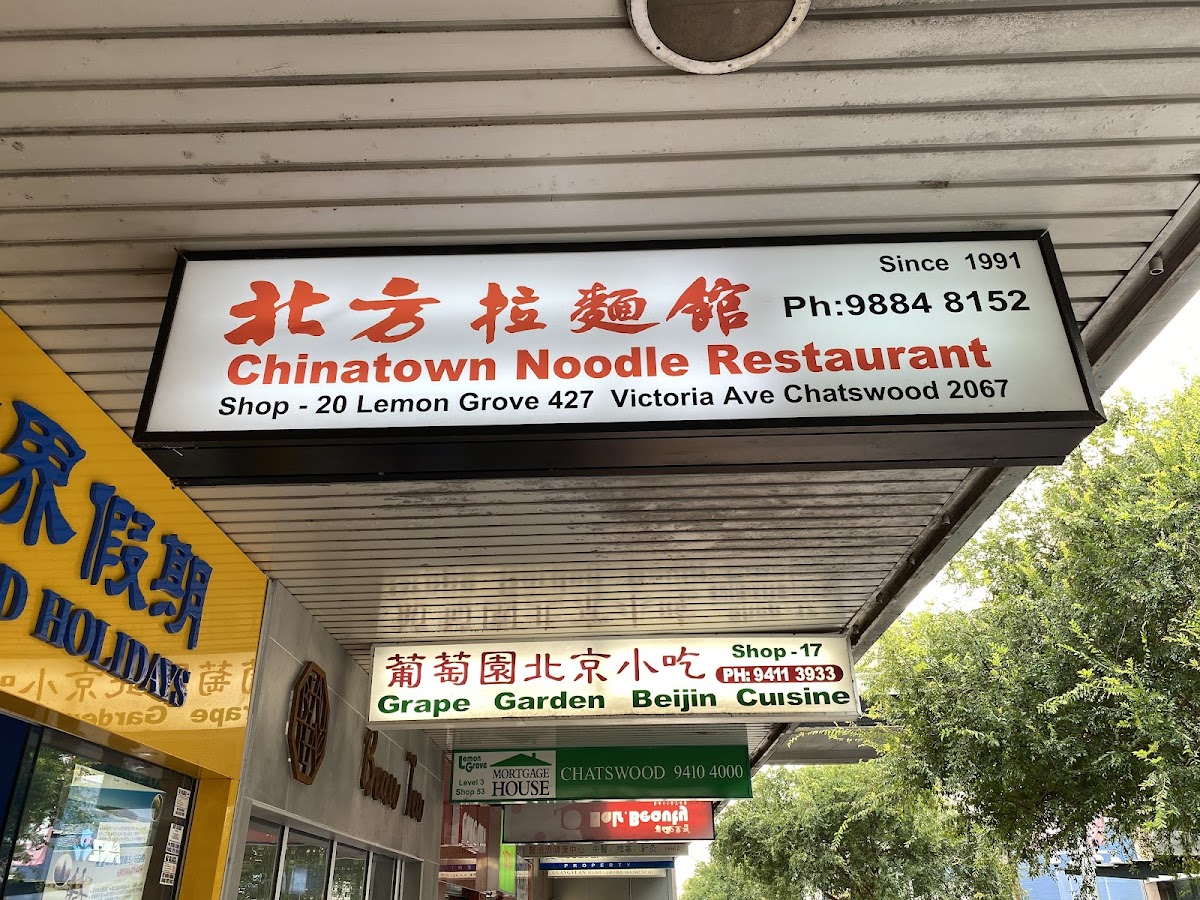 Since 1991
北方拉麵館
Ph:9884 8152
Chinatown Noodle Restaurant
Shop - 20 Lemon Grove 427 Victoria Ave Chatswood 2067
界假期
D HOLIDAYS
葡萄園北京小吃
Shop - 17
PH: 9411 3933
Grape Garden Beijin Cuisine
Lemon Grove
Level 3
Shop 53
MORTGAGE
HOUSE
CHATSWOOD 9410 4000
PROPERTY